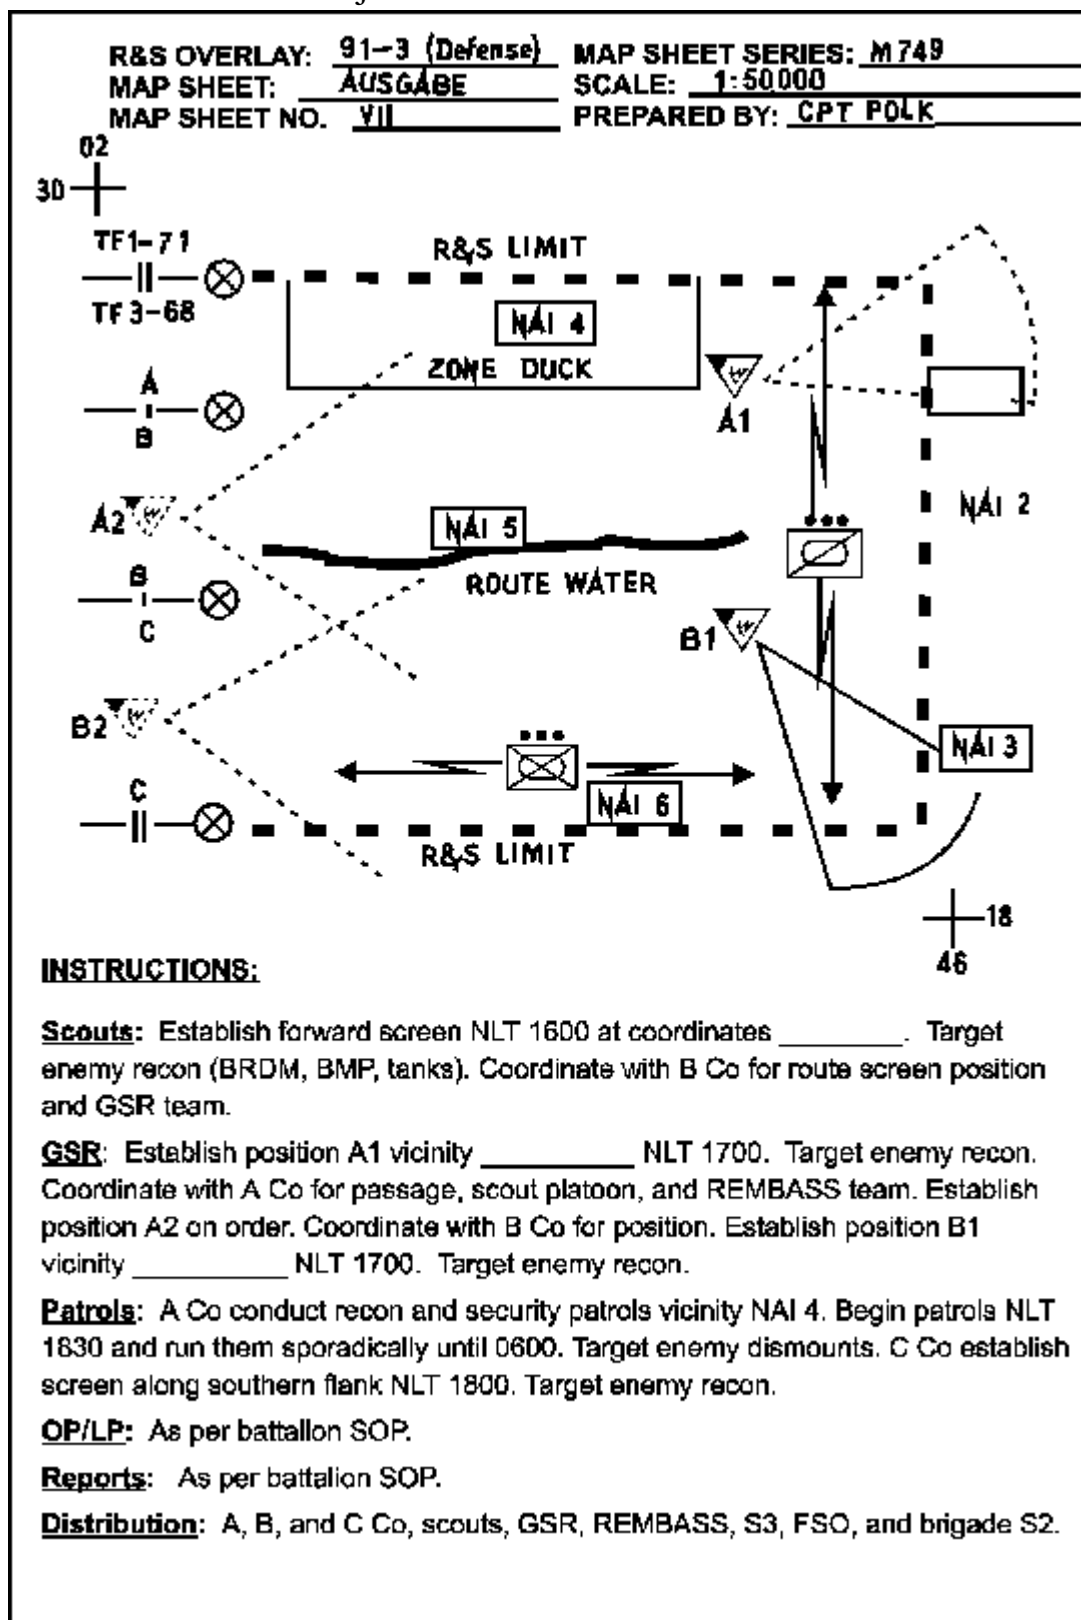 R&S OVERLAY: 91-3 (Defense) MAP SHEET SERIES: M749
MAP SHEET: AUSGABE SCALE: 1:50,000
MAP SHEET NO. VII PREPARED BY: CPT POLK
02
30
TF1-71
R&S LIMIT
TF3-68
NAI 4
ZONE DUCK
A
B
A1
A2
NAI 5
NAI 2
ROUTE WATER
B
C
B1
B2
NAI 3
C
NAI 6
R&S LIMIT
18
46
INSTRUCTIONS:
Scouts: Establish forward screen NLT 1600 at coordinates ________. Target
enemy recon (BRDM, BMP, tanks). Coordinate with B Co for route screen position
and GSR team.
GSR: Establish position A1 vicinity ________ NLT 1700. Target enemy recon.
Coordinate with A Co for passage, scout platoon, and REMBASS team. Establish
position A2 on order. Coordinate with B Co for position. Establish position B1
vicinity ________ NLT 1700. Target enemy recon.
Patrols: A Co conduct recon and security patrols vicinity NAI 4. Begin patrols NLT
1830 and run them sporadically until 0600. Target enemy dismounts. C Co establish
screen along southern flank NLT 1800. Target enemy recon.
OP/LP: As per battalion SOP.
Reports: As per battalion SOP.
Distribution: A, B, and C Co, scouts, GSR, REMBASS, S3, FSO, and brigade S2.